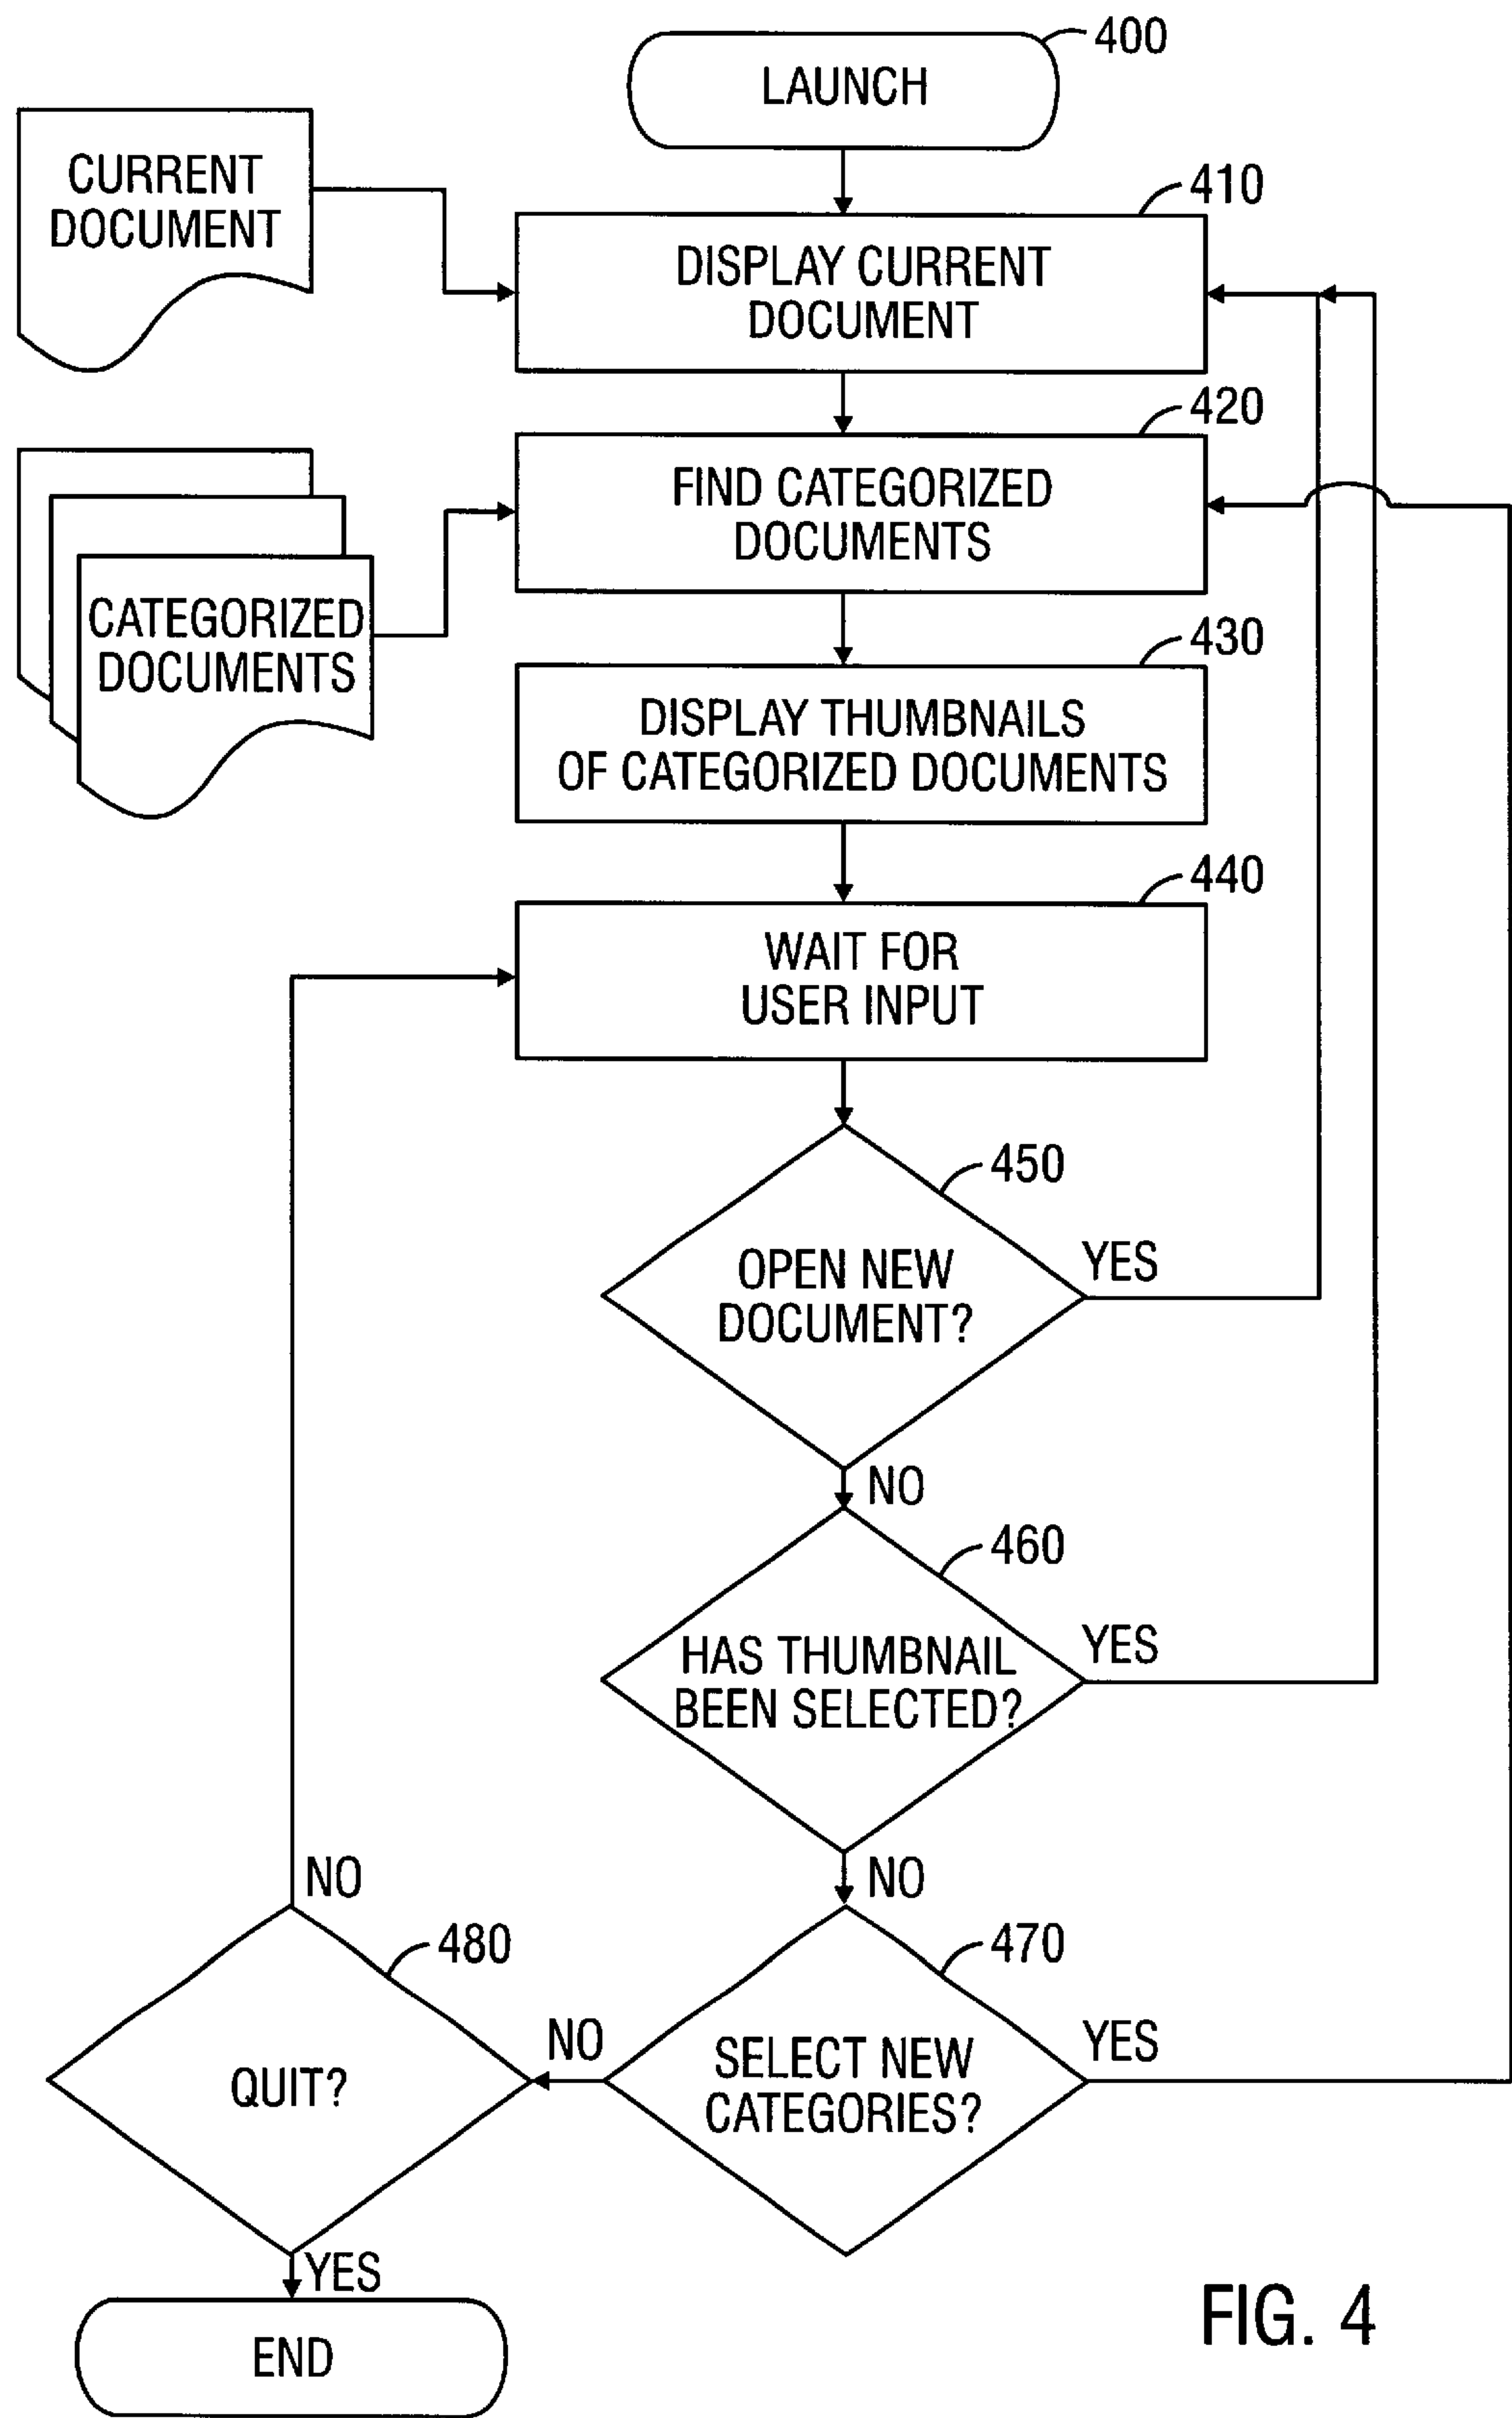 400
LAUNCH
CURRENT
DOCUMENT
410
DISPLAY CURRENT
DOCUMENT
420
FIND CATEGORIZED
DOCUMENTS
CATEGORIZED
DOCUMENTS
430
DISPLAY THUMBNAILS
OF CATEGORIZED DOCUMENTS
440
WAIT FOR
USER INPUT
450
OPEN NEW
DOCUMENT?
YES
NO
460
HAS THUMBNAIL
BEEN SELECTED?
YES
NO
470
SELECT NEW
CATEGORIES?
YES
NO
480
QUIT?
NO
YES
END
FIG. 4